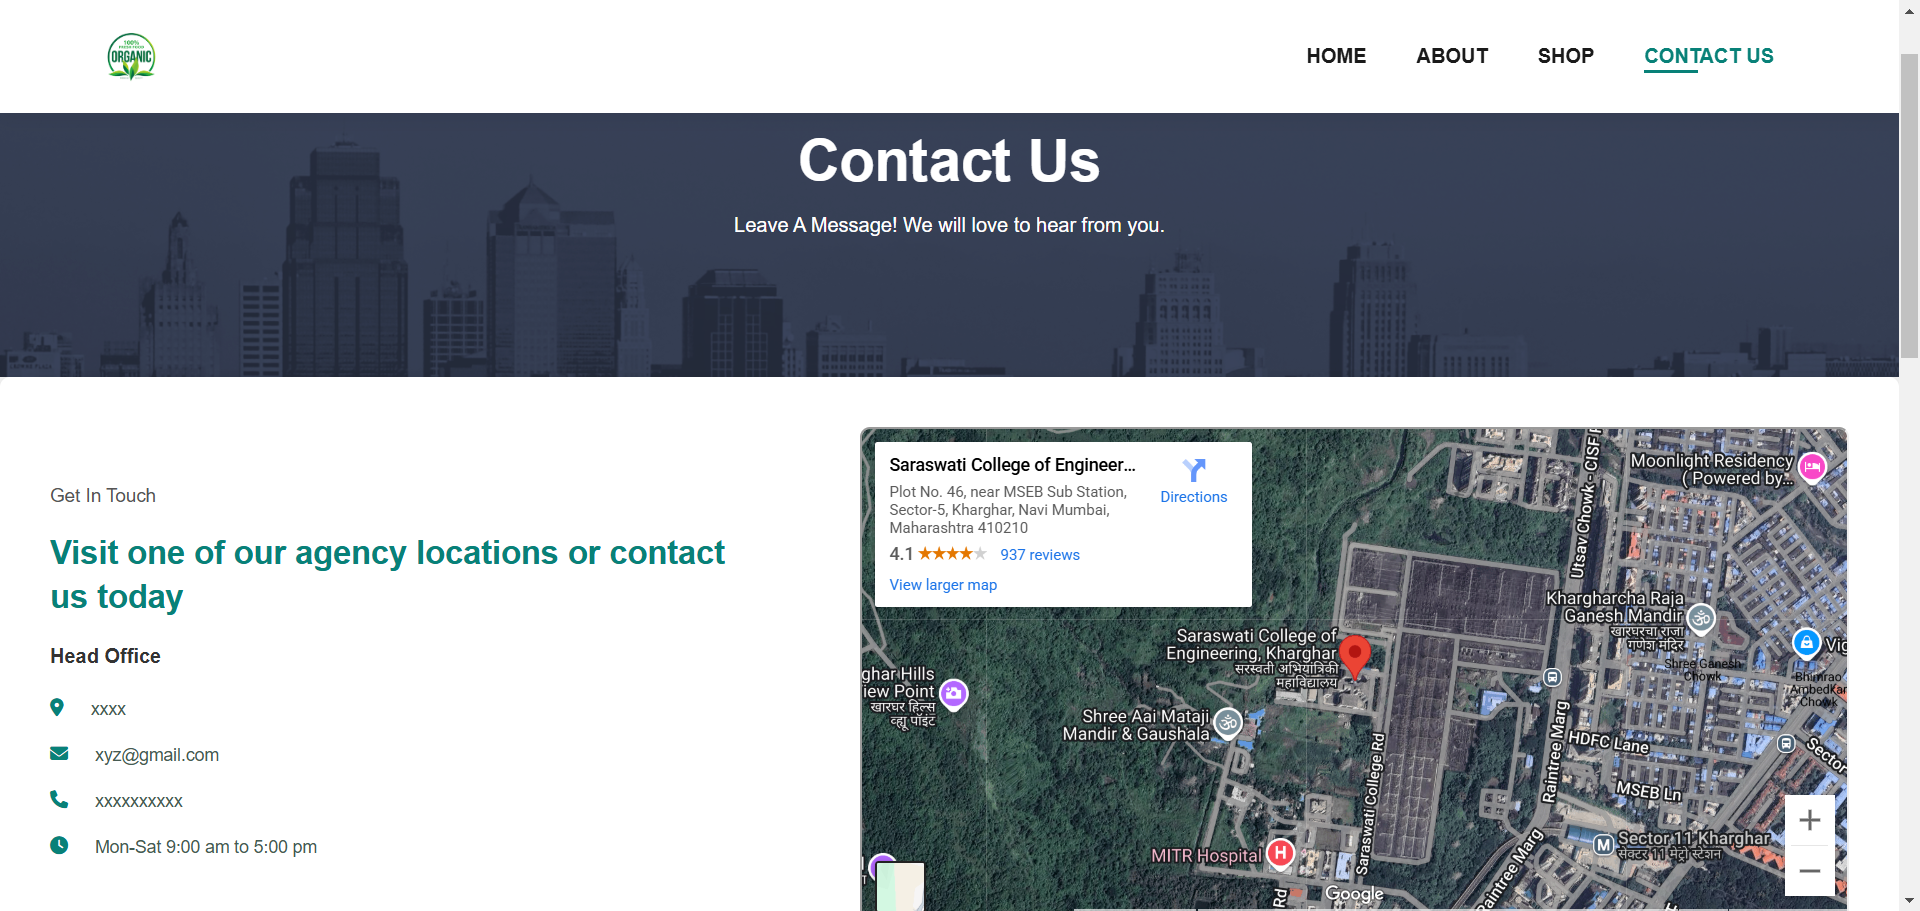 100%
FRESH FOOD
ORGANIC
HOME
ABOUT
SHOP
CONTACT US
Contact Us
Leave A Message! We will love to hear from you.
Get In Touch
Visit one of our agency locations or contact
us today
Head Office
xxxx
xyz@gmail.com
xxxxxxxxxx
Mon-Sat 9:00 am to 5:00 pm
Saraswati College of Engineer...
Plot No. 46, near MSEB Sub Station,
Sector-5, Kharghar, Navi Mumbai,
Maharashtra 410210
4.1
937 reviews
View larger map
Directions
Moonlight Residency
( Powered by...
Utsav Chowk - CISF
Khargharcha Raja
Ganesh Mandir
खारघरचा राजा
गणेश मंदिर
Shree Ganesh
Chowk
Vig
Bhimrao
Ambedkar
Chowk
Saraswati College of
Engineering, Kharghar
सरस्वती अभियांत्रिकी
महाविद्यालय
ghar Hills
iew Point
खारघर हिल्स
व्ह्यू पॉइंट
Shree Aai Mataji
Mandir & Gaushala
Saraswati College Rd
Raintree Marg
HDFC Lane
Sector
MSEB Ln
M
Sector 11 Kharghar
सेक्टर 11 मेट्रो स्टेशन
MITR Hospital
H
Raintree Marg
Rd
Google